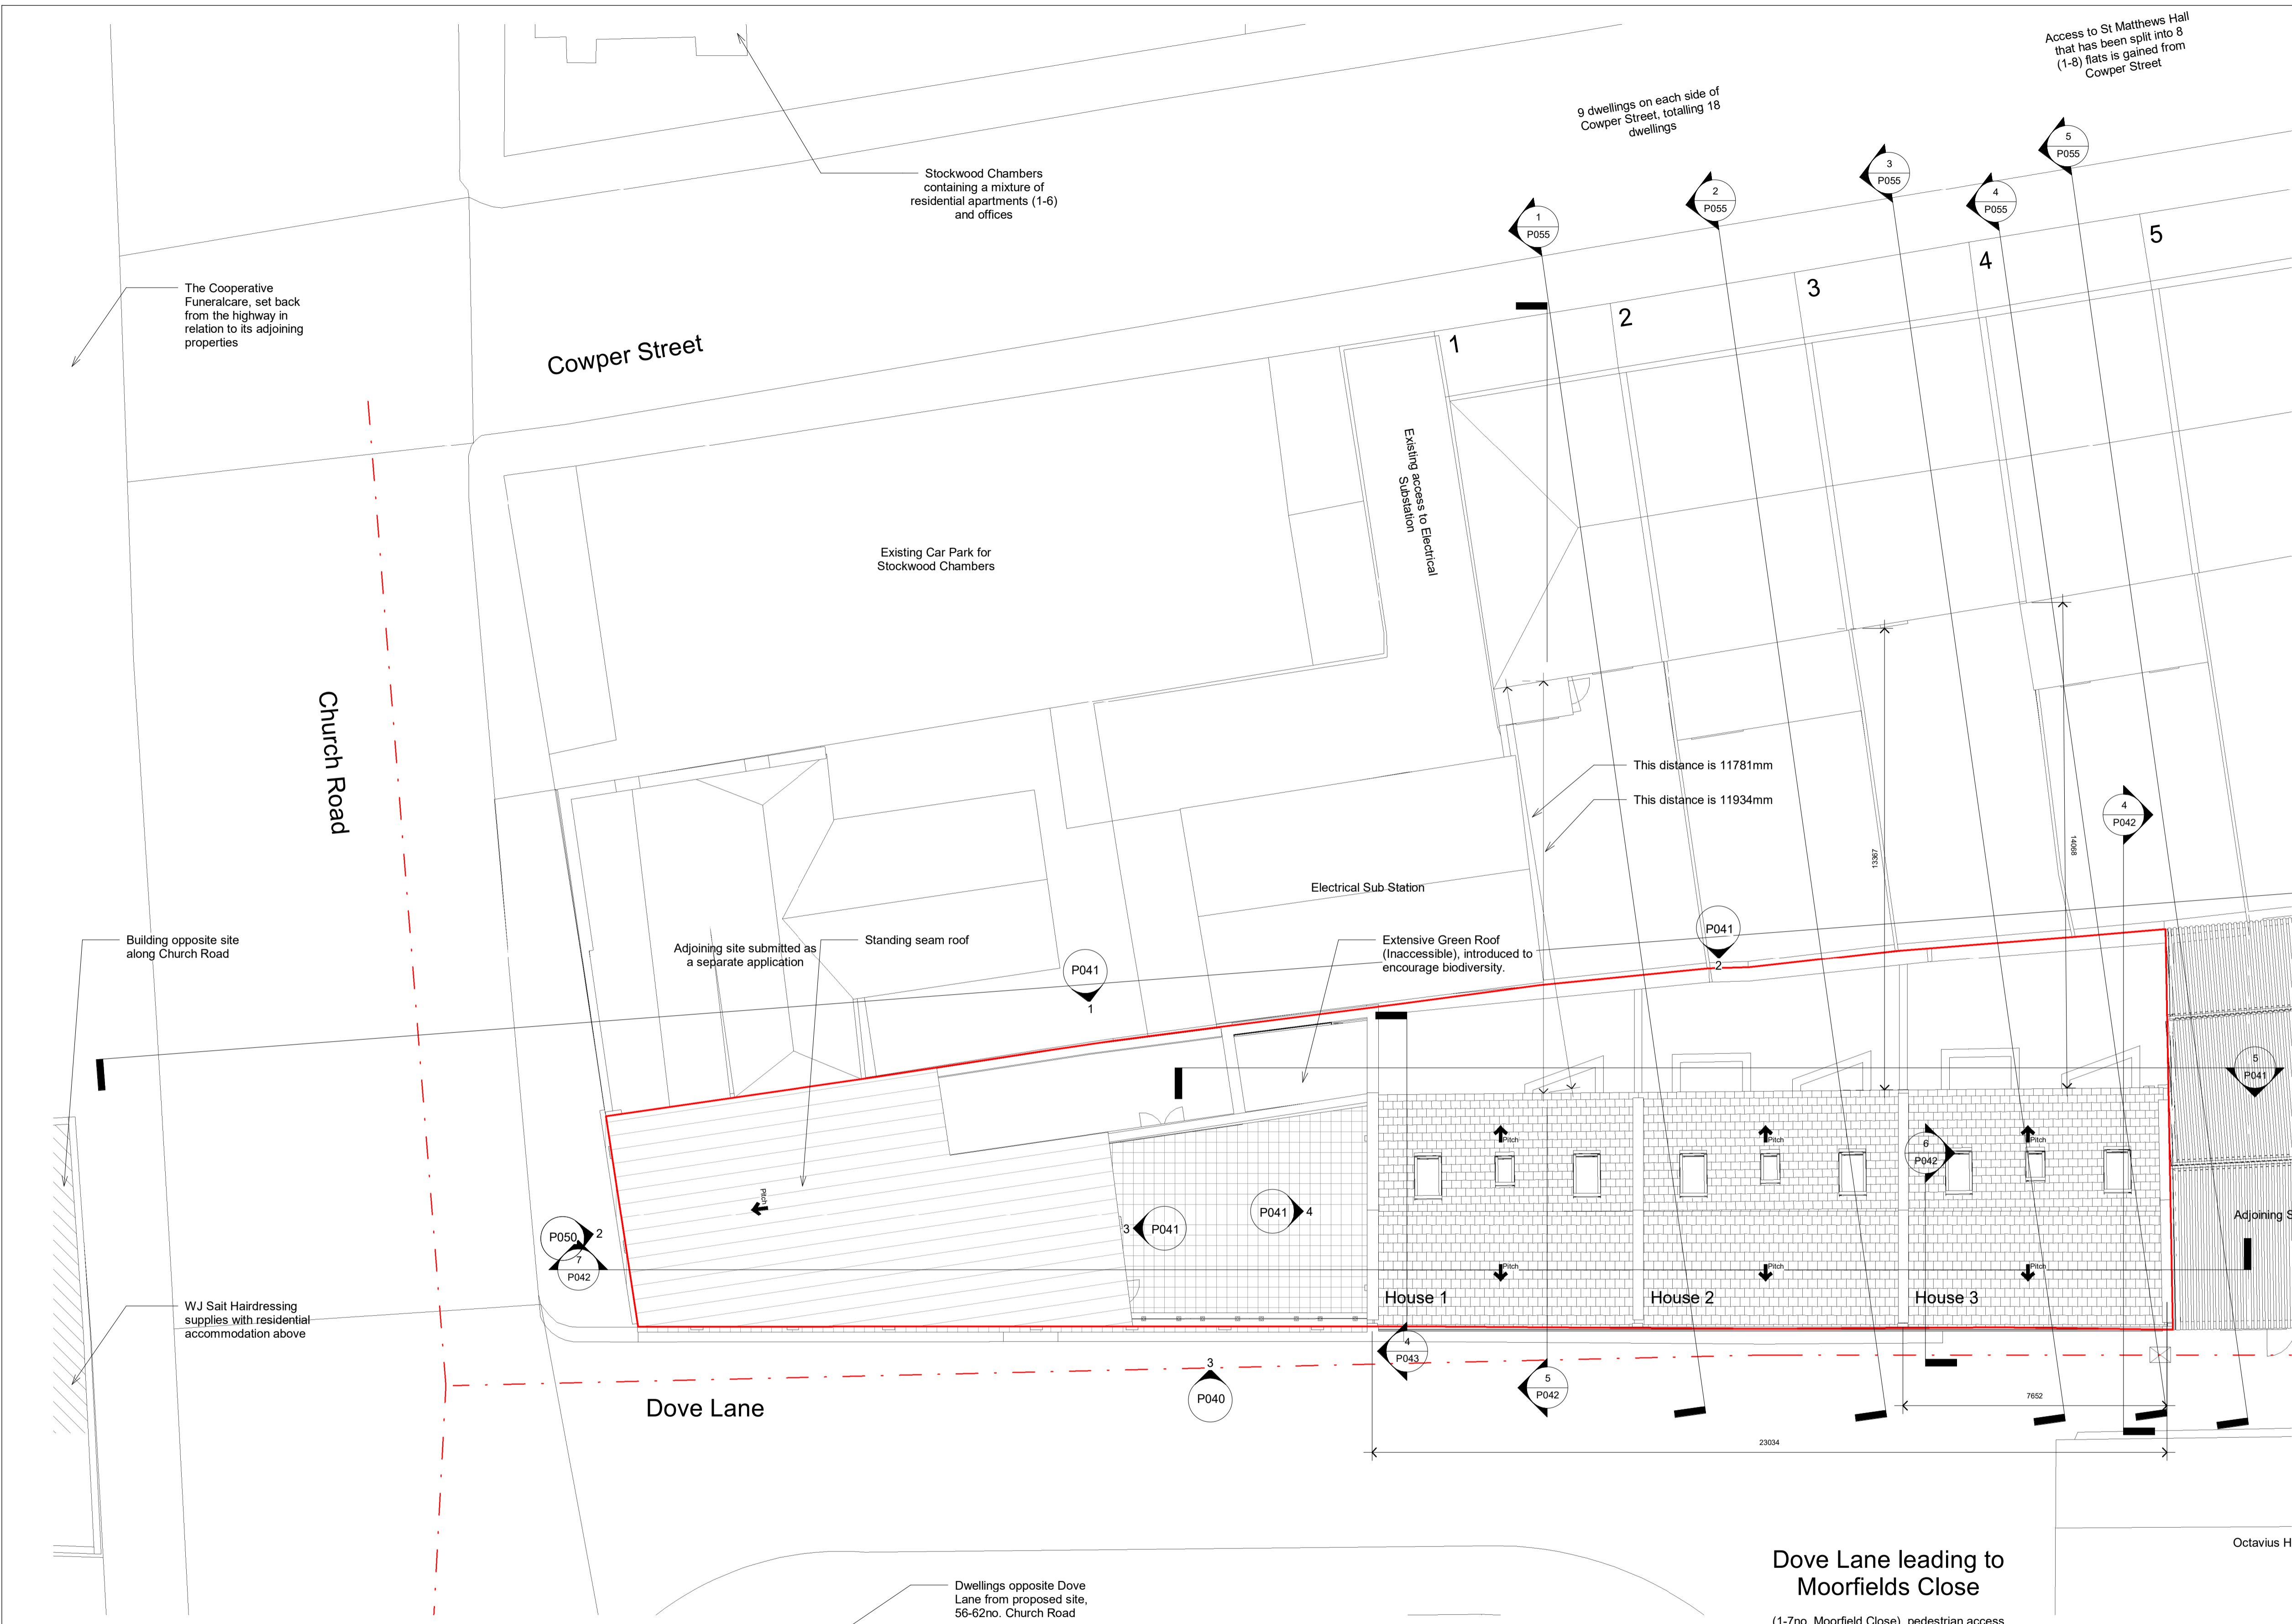 Access to St Matthews Hall
that has been split into 8
(1-8) flats is gained from
Cowper Street
9 dwellings on each side of
Cowper Street, totalling 18
dwellings
Stockwood Chambers
containing a mixture of
residential apartments (1-6)
and offices
1
P055
2
P055
3
P055
4
P055
5
P055
The Cooperative
Funeralcare, set back
from the highway in
relation to its adjoining
properties
Cowper Street
1
2
3
4
5
Existing access to Electrical
Substation
Existing Car Park for
Stockwood Chambers
Church Road
This distance is 11781mm
This distance is 11934mm
13367
14068
4
P042
Electrical Sub Station
Building opposite site
along Church Road
Adjoining site submitted as
a separate application
Standing seam roof
Extensive Green Roof
(Inaccessible), introduced to
encourage biodiversity.
P041
1
P041
2
5
P041
Pitch
Pitch
Pitch
Pitch
6
P042
P041
3
P041
4
Adjoining S
P050
2
7
P042
Pitch
Pitch
Pitch
House 1
House 2
House 3
WJ Sait Hairdressing
supplies with residential
accommodation above
4
P043
3
P040
5
P042
7652
Dove Lane
23034
Dove Lane leading to
Moorfields Close
(1-7no. Moorfield Close), pedestrian access
Octavius H
Dwellings opposite Dove
Lane from proposed site,
56-62no. Church Road